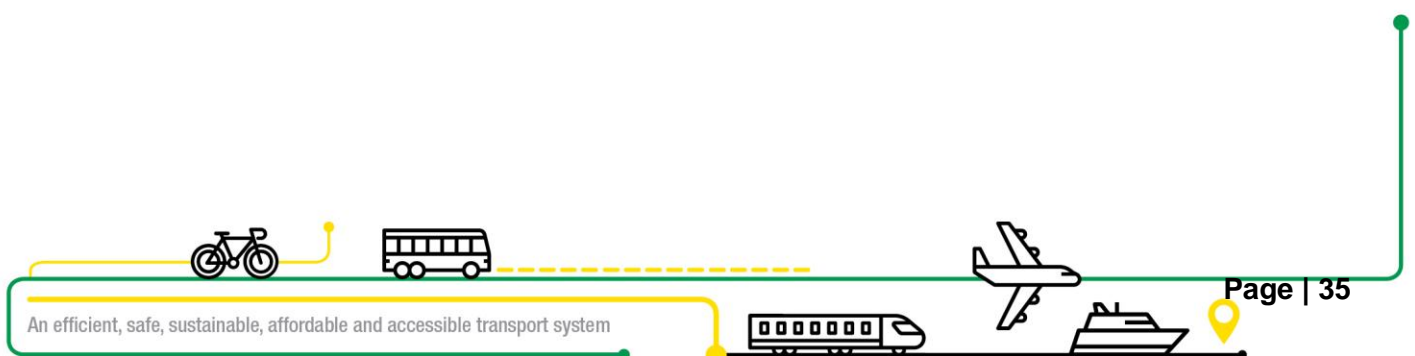 Page | 35
An efficient, safe, sustainable, affordable and accessible transport system